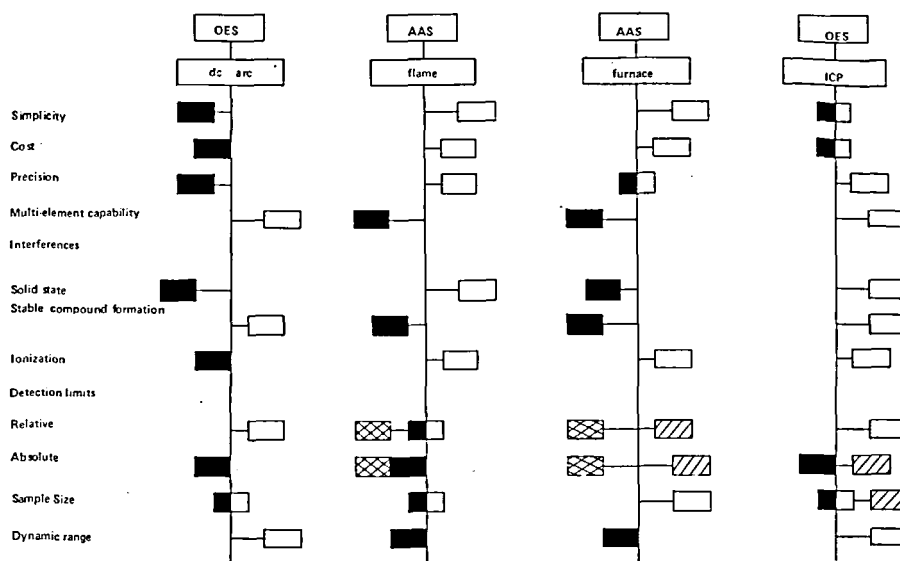 OES AAS AAS OES
dc arc flame furnace ICP
Simplicity
Cost
Precision
Multi-element capability
Interferences
Solid state
Stable compound formation
Ionization
Detection limits
Relative
Absolute
Sample Size
Dynamic range